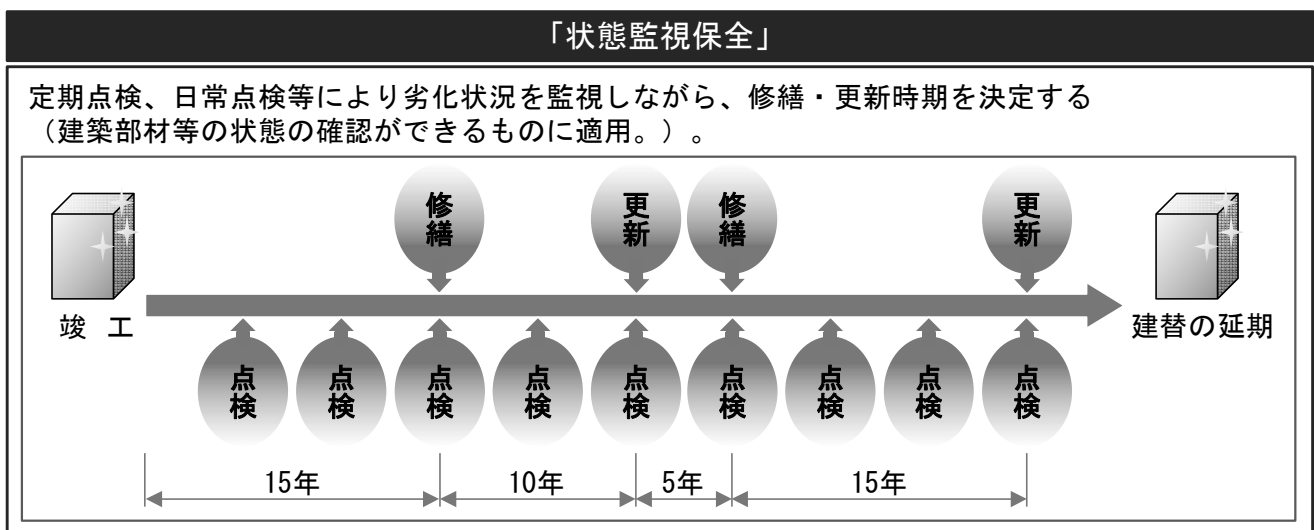 「状態監視保全」
定期点検、日常点検等により劣化状況を監視しながら、修繕・更新時期を決定する
（建築部材等の状態の確認ができるものに適用。）。
修繕
更新
修繕
更新
竣　工
建替の延期
点検
点検
点検
点検
点検
点検
点検
点検
点検
15年
10年
5年
15年